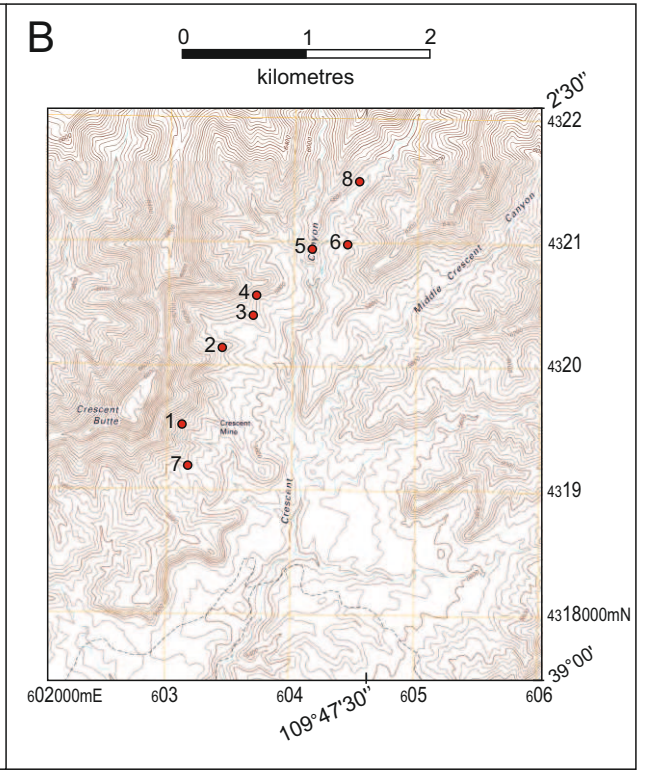 B
0 1 2
kilometres
2'30"
4322
8
Canyon
4321
5
6
Canyon
Middle Crescent
4
3
2
4320
Crescent
Butte
1
Crescent
Mine
7
4319
Crescent
4318000mN
39°00'
602000mE 603 604 605 606
109°47'30"